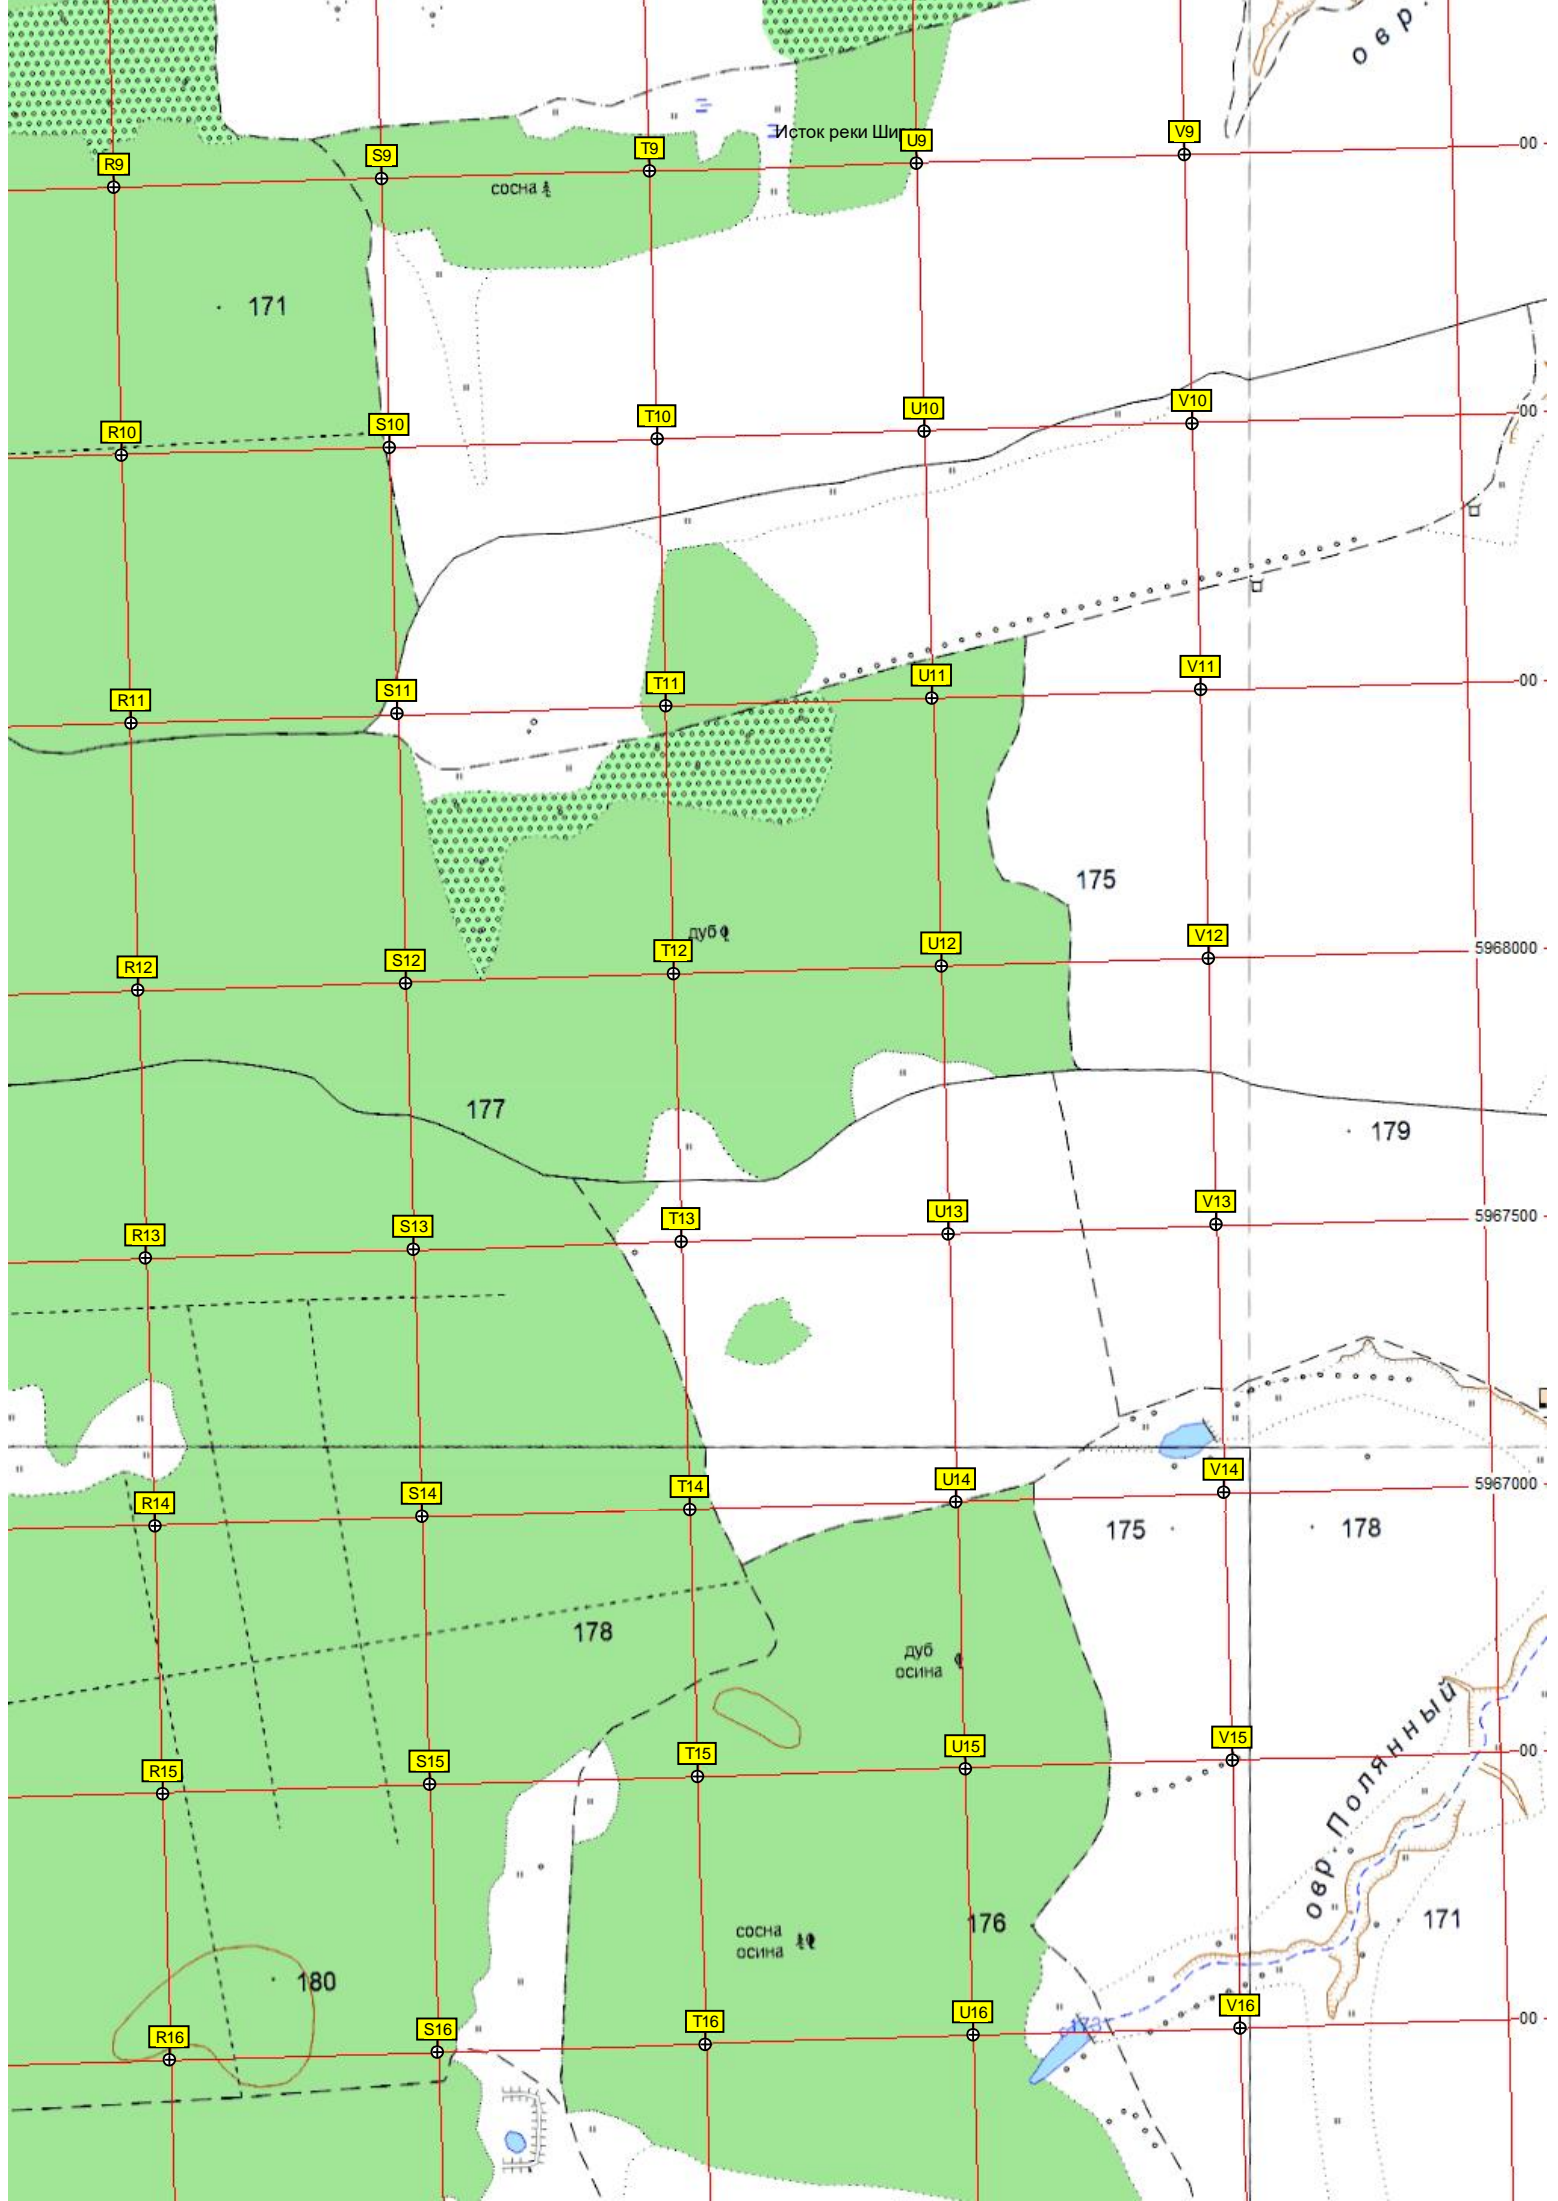 овр.
Исток реки Шир
R9
S9
T9
U9
V9
00
сосна
171
R10
S10
T10
U10
V10
00
R11
S11
T11
U11
V11
00
175
дуб
R12
S12
T12
U12
V12
5968000
177
179
R13
S13
T13
U13
V13
5967500
R14
S14
T14
U14
V14
5967000
175
178
178
дуб
осина
овр. Полянный
R15
S15
T15
U15
V15
00
сосна
осина
176
171
180
R16
S16
T16
U16
V16
00